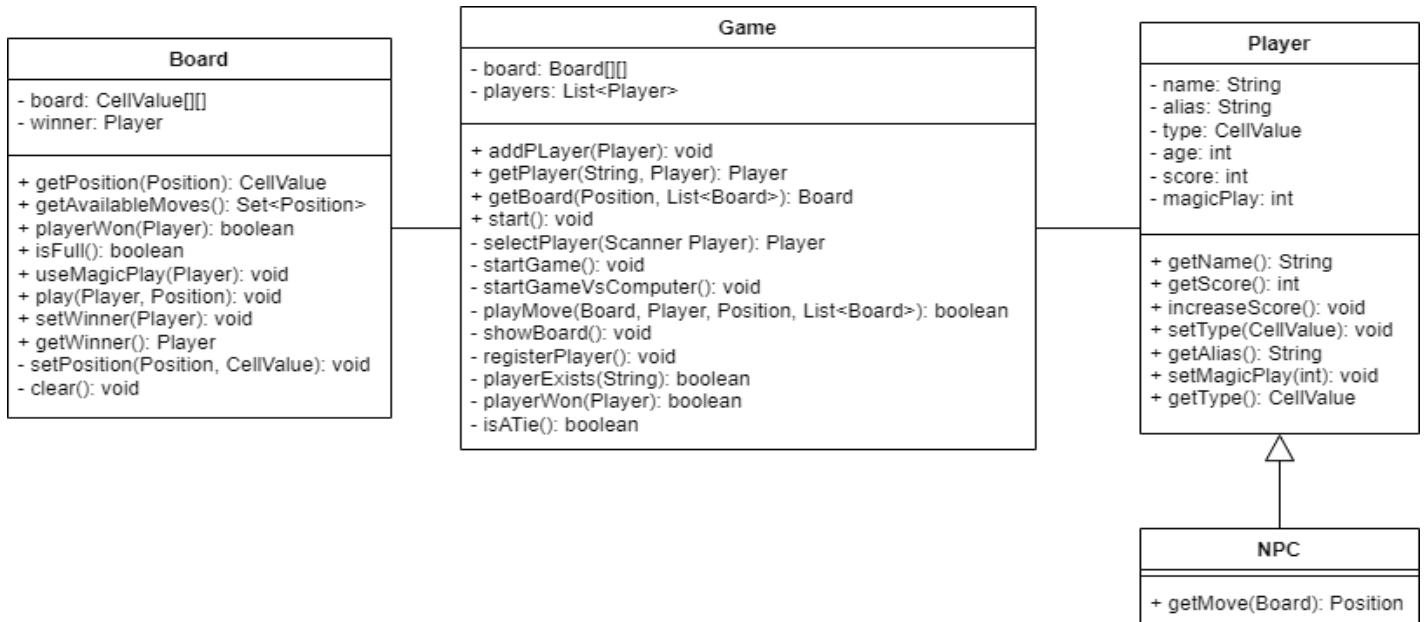 Board
- board: CellValue[][]
- winner: Player
+ getPosition(Position): CellValue
+ getAvailableMoves(): Set<Position>
+ playerWon(Player): boolean
+ isFull(): boolean
+ useMagicPlay(Player): void
+ play(Player, Position): void
+ setWinner(Player): void
+ getWinner(): Player
- setPosition(Position, CellValue): void
- clear(): void
Game
- board: Board[][]
- players: List<Player>
+ addPLayer(Player): void
+ getPlayer(String, Player): Player
+ getBoard(Position, List<Board>): Board
+ start(): void
- selectPlayer(Scanner Player): Player
- startGame(): void
- startGameVsComputer(): void
- playMove(Board, Player, Position, List<Board>): boolean
- showBoard(): void
- registerPlayer(): void
- playerExists(String): boolean
- playerWon(Player): boolean
- isATie(): boolean
Player
- name: String
- alias: String
- type: CellValue
- age: int
- score: int
- magicPlay: int
+ getName(): String
+ getScore(): int
+ increaseScore(): void
+ setType(CellValue): void
+ getAlias(): String
+ setMagicPlay(int): void
+ getType(): CellValue
NPC
+ getMove(Board): Position